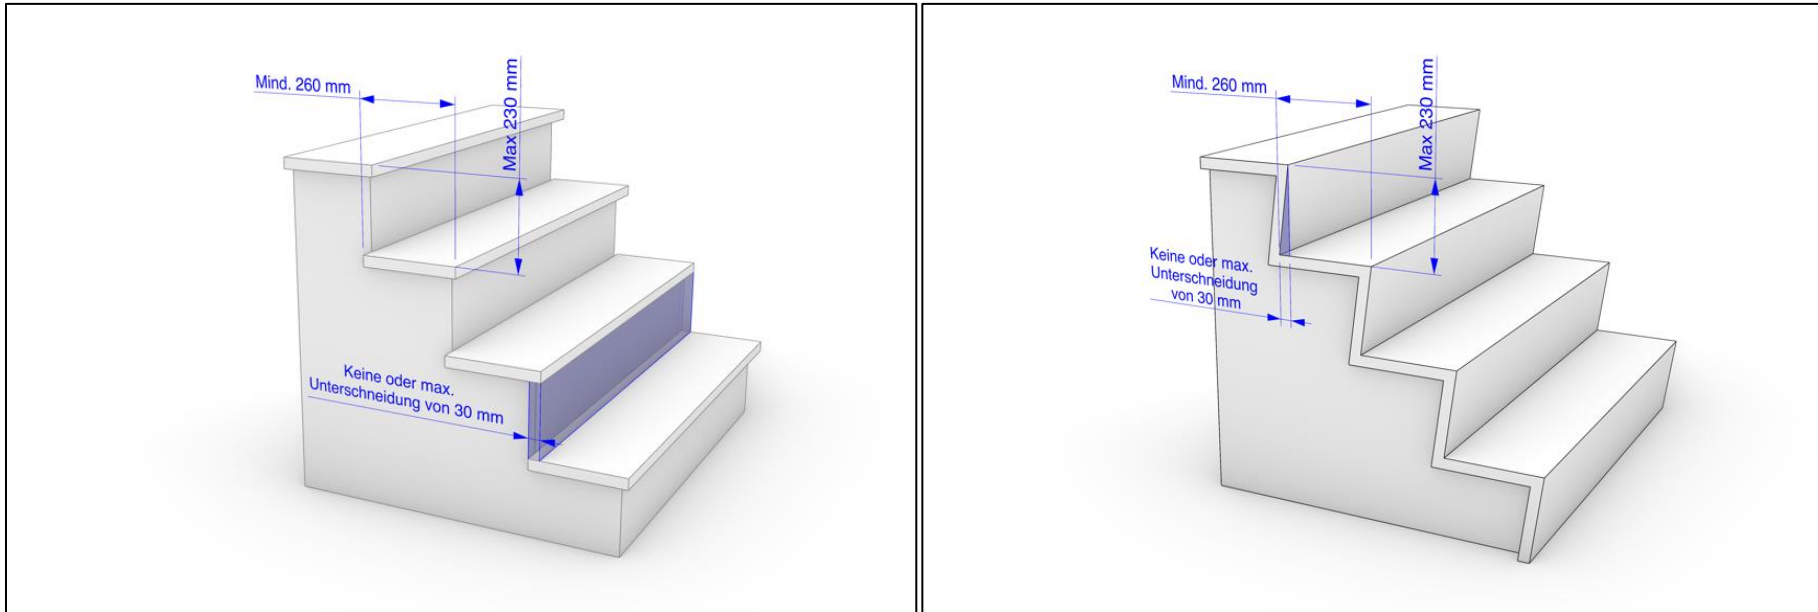 Mind. 260 mm
Max 230 mm
Keine oder max.
Unterschneidung von 30 mm
Mind. 260 mm
Max 230 mm
Keine oder max.
Unterschneidung
von 30 mm